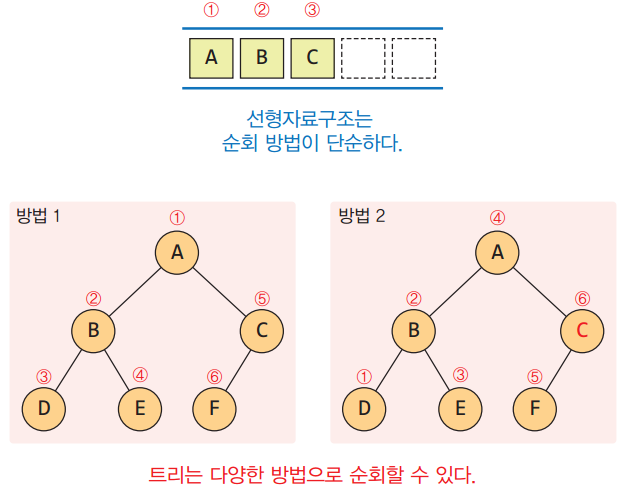 ① ② ③
A B C
선형자료구조는
순회 방법이 단순하다.
방법 1
①
A
② ⑤
B C
③ ④ ⑥
D E F
방법 2
④
A
② ⑥
B C
① ③ ⑤
D E F
트리는 다양한 방법으로 순회할 수 있다.